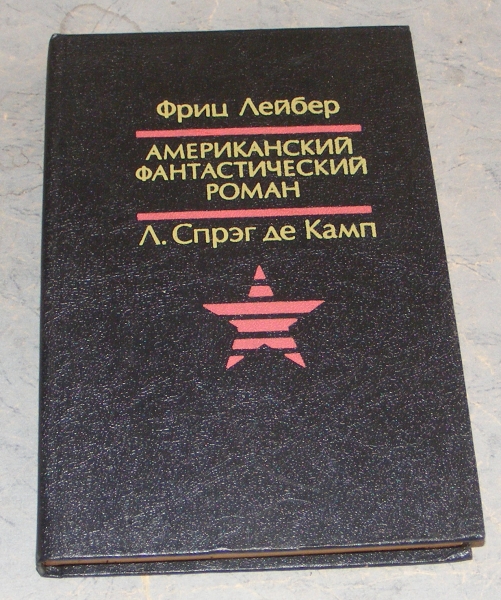 Фриц Лейбер
АМЕРИКАНСКИЙ
ФАНТАСТИЧЕСКИЙ
РОМАН
Л. Спрэг де Камп